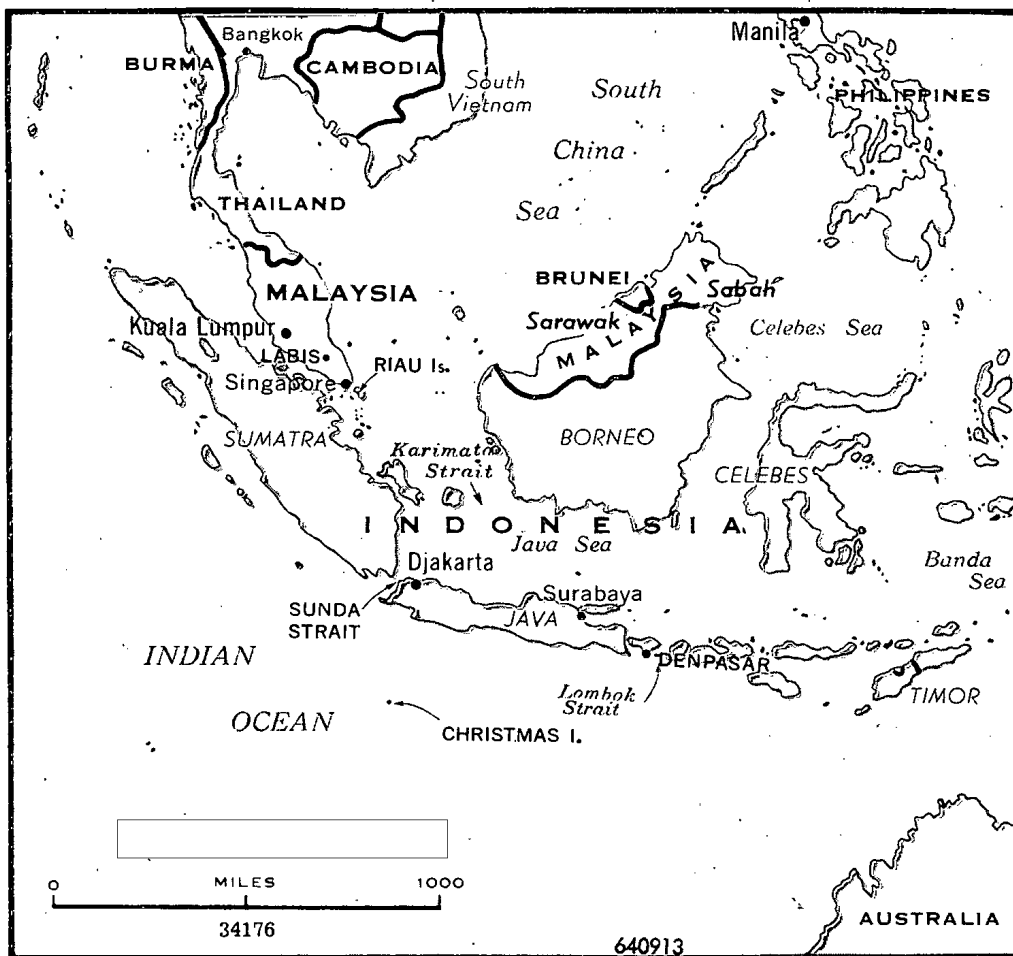 Bangkok
Manila
BURMA
CAMBODIA
South
Vietnam
South
PHILIPPINES
China
THAILAND
Sea
BRUNEI
MALAYSIA
Sabah
MALAYSIA
Sarawak
Celebes Sea
Kuala Lumpur
LABIS
RIAU Is.
Singapore
SUMATRA
BORNEO
Karimata
Strait
CELEBES
INDONESIA
Java Sea
Djakarta
Banda
Sea
Surabaya
SUNDA
STRAIT
JAVA
INDIAN
DENPASAR
Lombok
Strait
TIMOR
OCEAN
CHRISTMAS I.
0 MILES 1000
34176
AUSTRALIA
640913